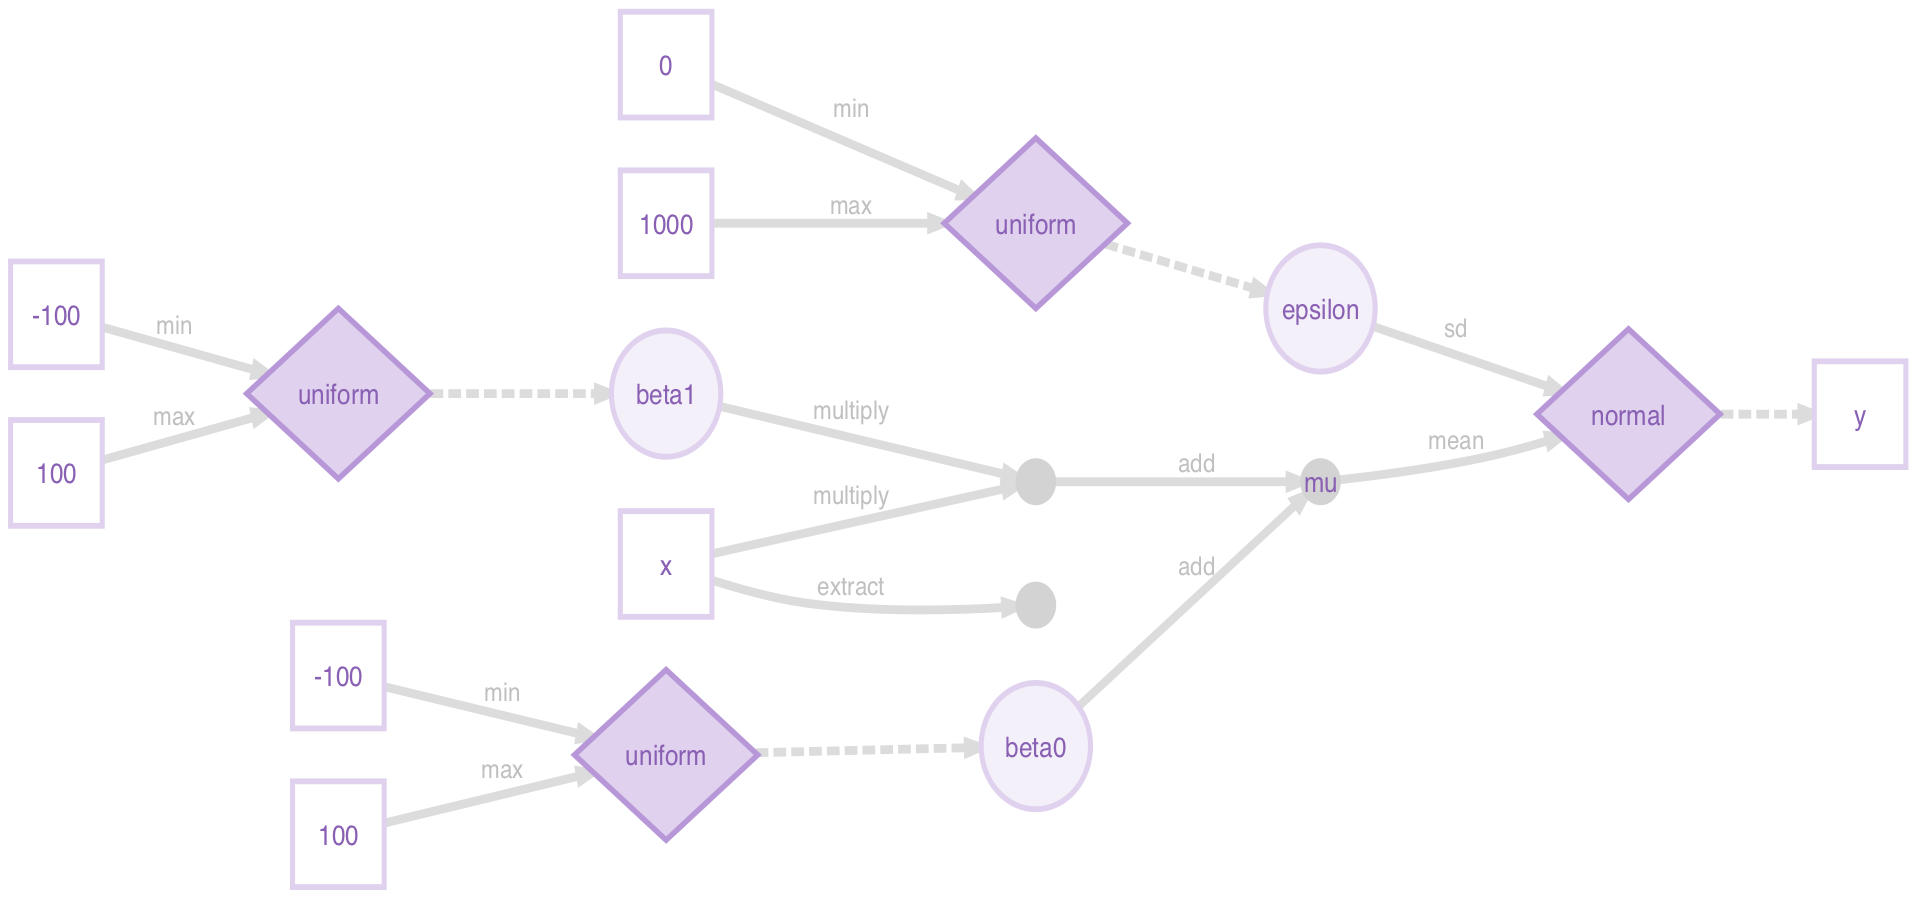 0
min
1000
max
uniform
epsilon
sd
-100
min
100
max
uniform
beta1
multiply
x
multiply
extract
add
mu
mean
normal
y
add
-100
min
100
max
uniform
beta0